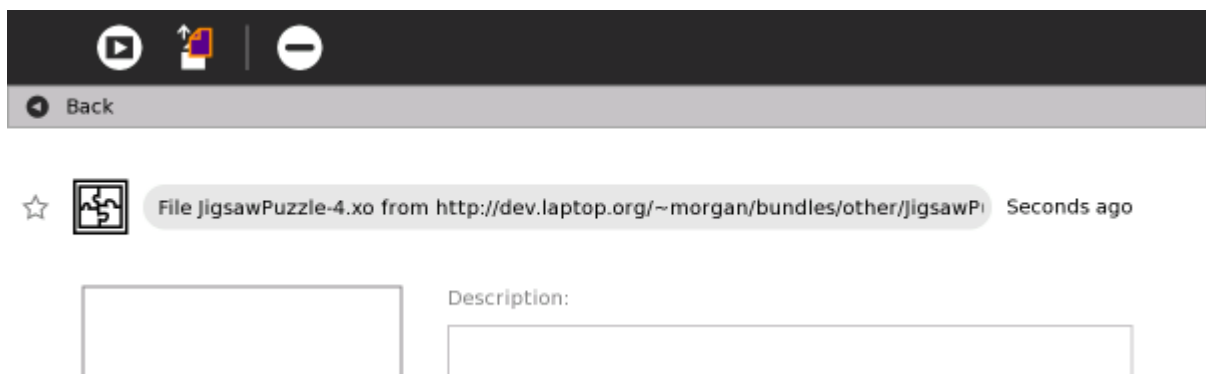 Back
File JigsawPuzzle-4.xo from http://dev.laptop.org/~morgan/bundles/other/JigsawP Seconds ago
Description: